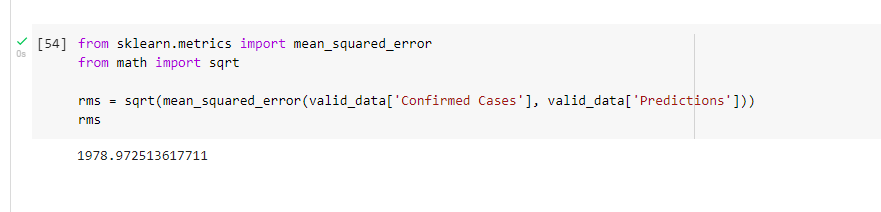 [54] from sklearn.metrics import mean_squared_error
from math import sqrt
rms = sqrt(mean_squared_error(valid_data['Confirmed Cases'], valid_data['Predictions']))
rms
0s
1978.972513617711